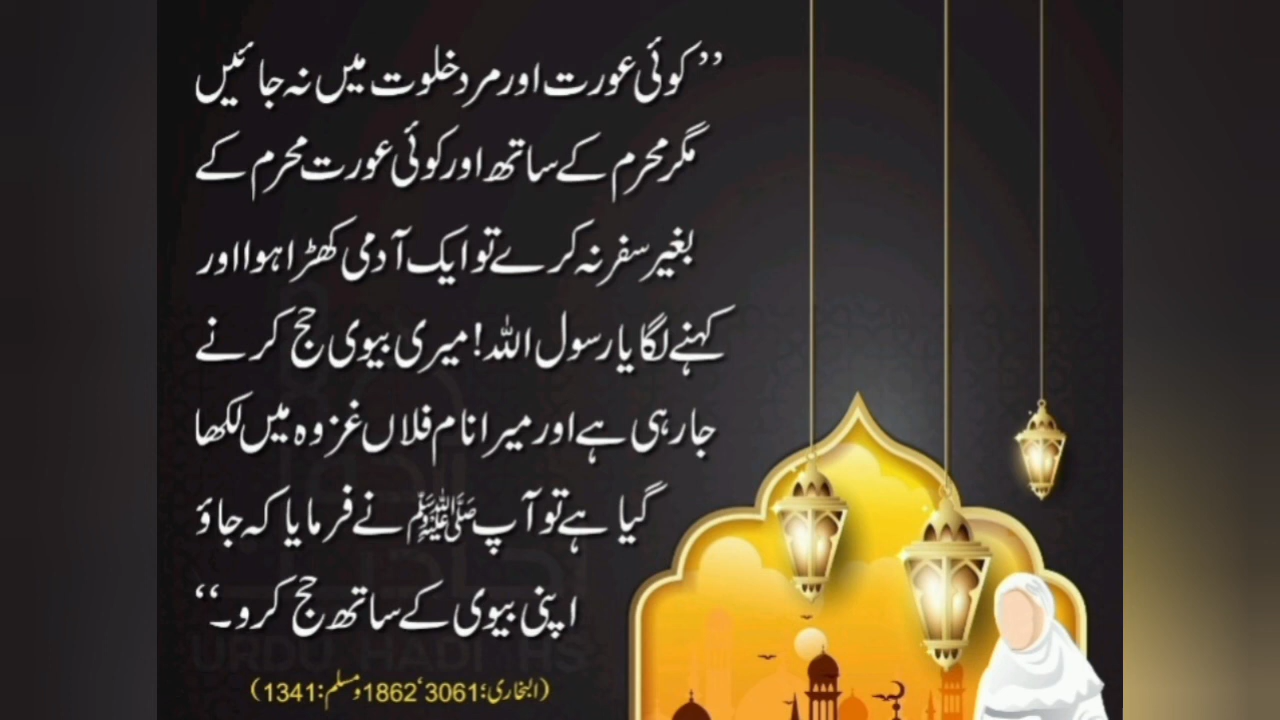 ’’کوئی عورت اور مرد خلوت میں نہ جائیں
مگر محرم کے ساتھ اور کوئی عورت محرم کے
بغیر سفر نہ کرے تو ایک آدمی کھڑا ہوا اور
کہنے لگا یا رسول اللہ! میری بیوی حج کرنے
جا رہی ہے اور میرا نام فلاں غزوہ میں لکھا
گیا ہے تو آپ ﷺ نے فرمایا کہ جاؤ
اپنی بیوی کے ساتھ حج کرو۔‘‘
URDU HADITHS
(البخاری؛3061‘1862ومسلم:1341)